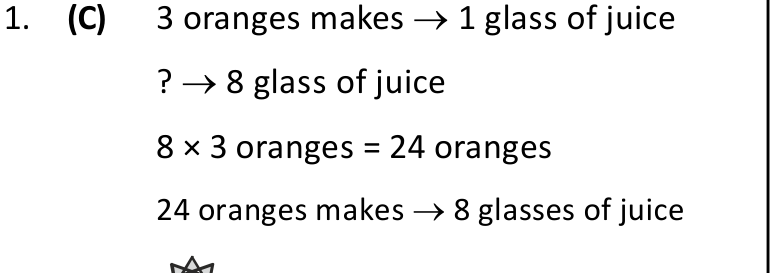 1. (C) 3 oranges makes → 1 glass of juice
? → 8 glass of juice
8 × 3 oranges = 24 oranges
24 oranges makes → 8 glasses of juice